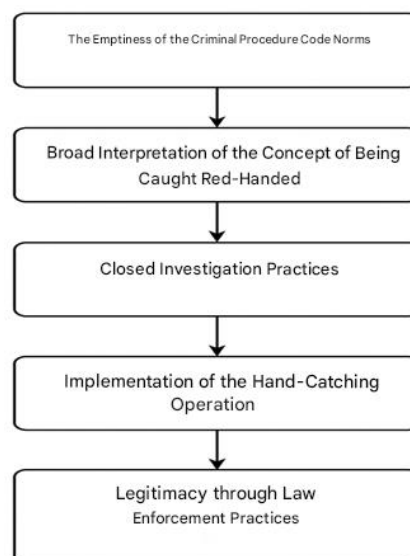 The Emptiness of the Criminal Procedure Code Norms
Broad Interpretation of the Concept of Being
Caught Red-Handed
Closed Investigation Practices
Implementation of the Hand-Catching
Operation
Legitimacy through Law
Enforcement Practices